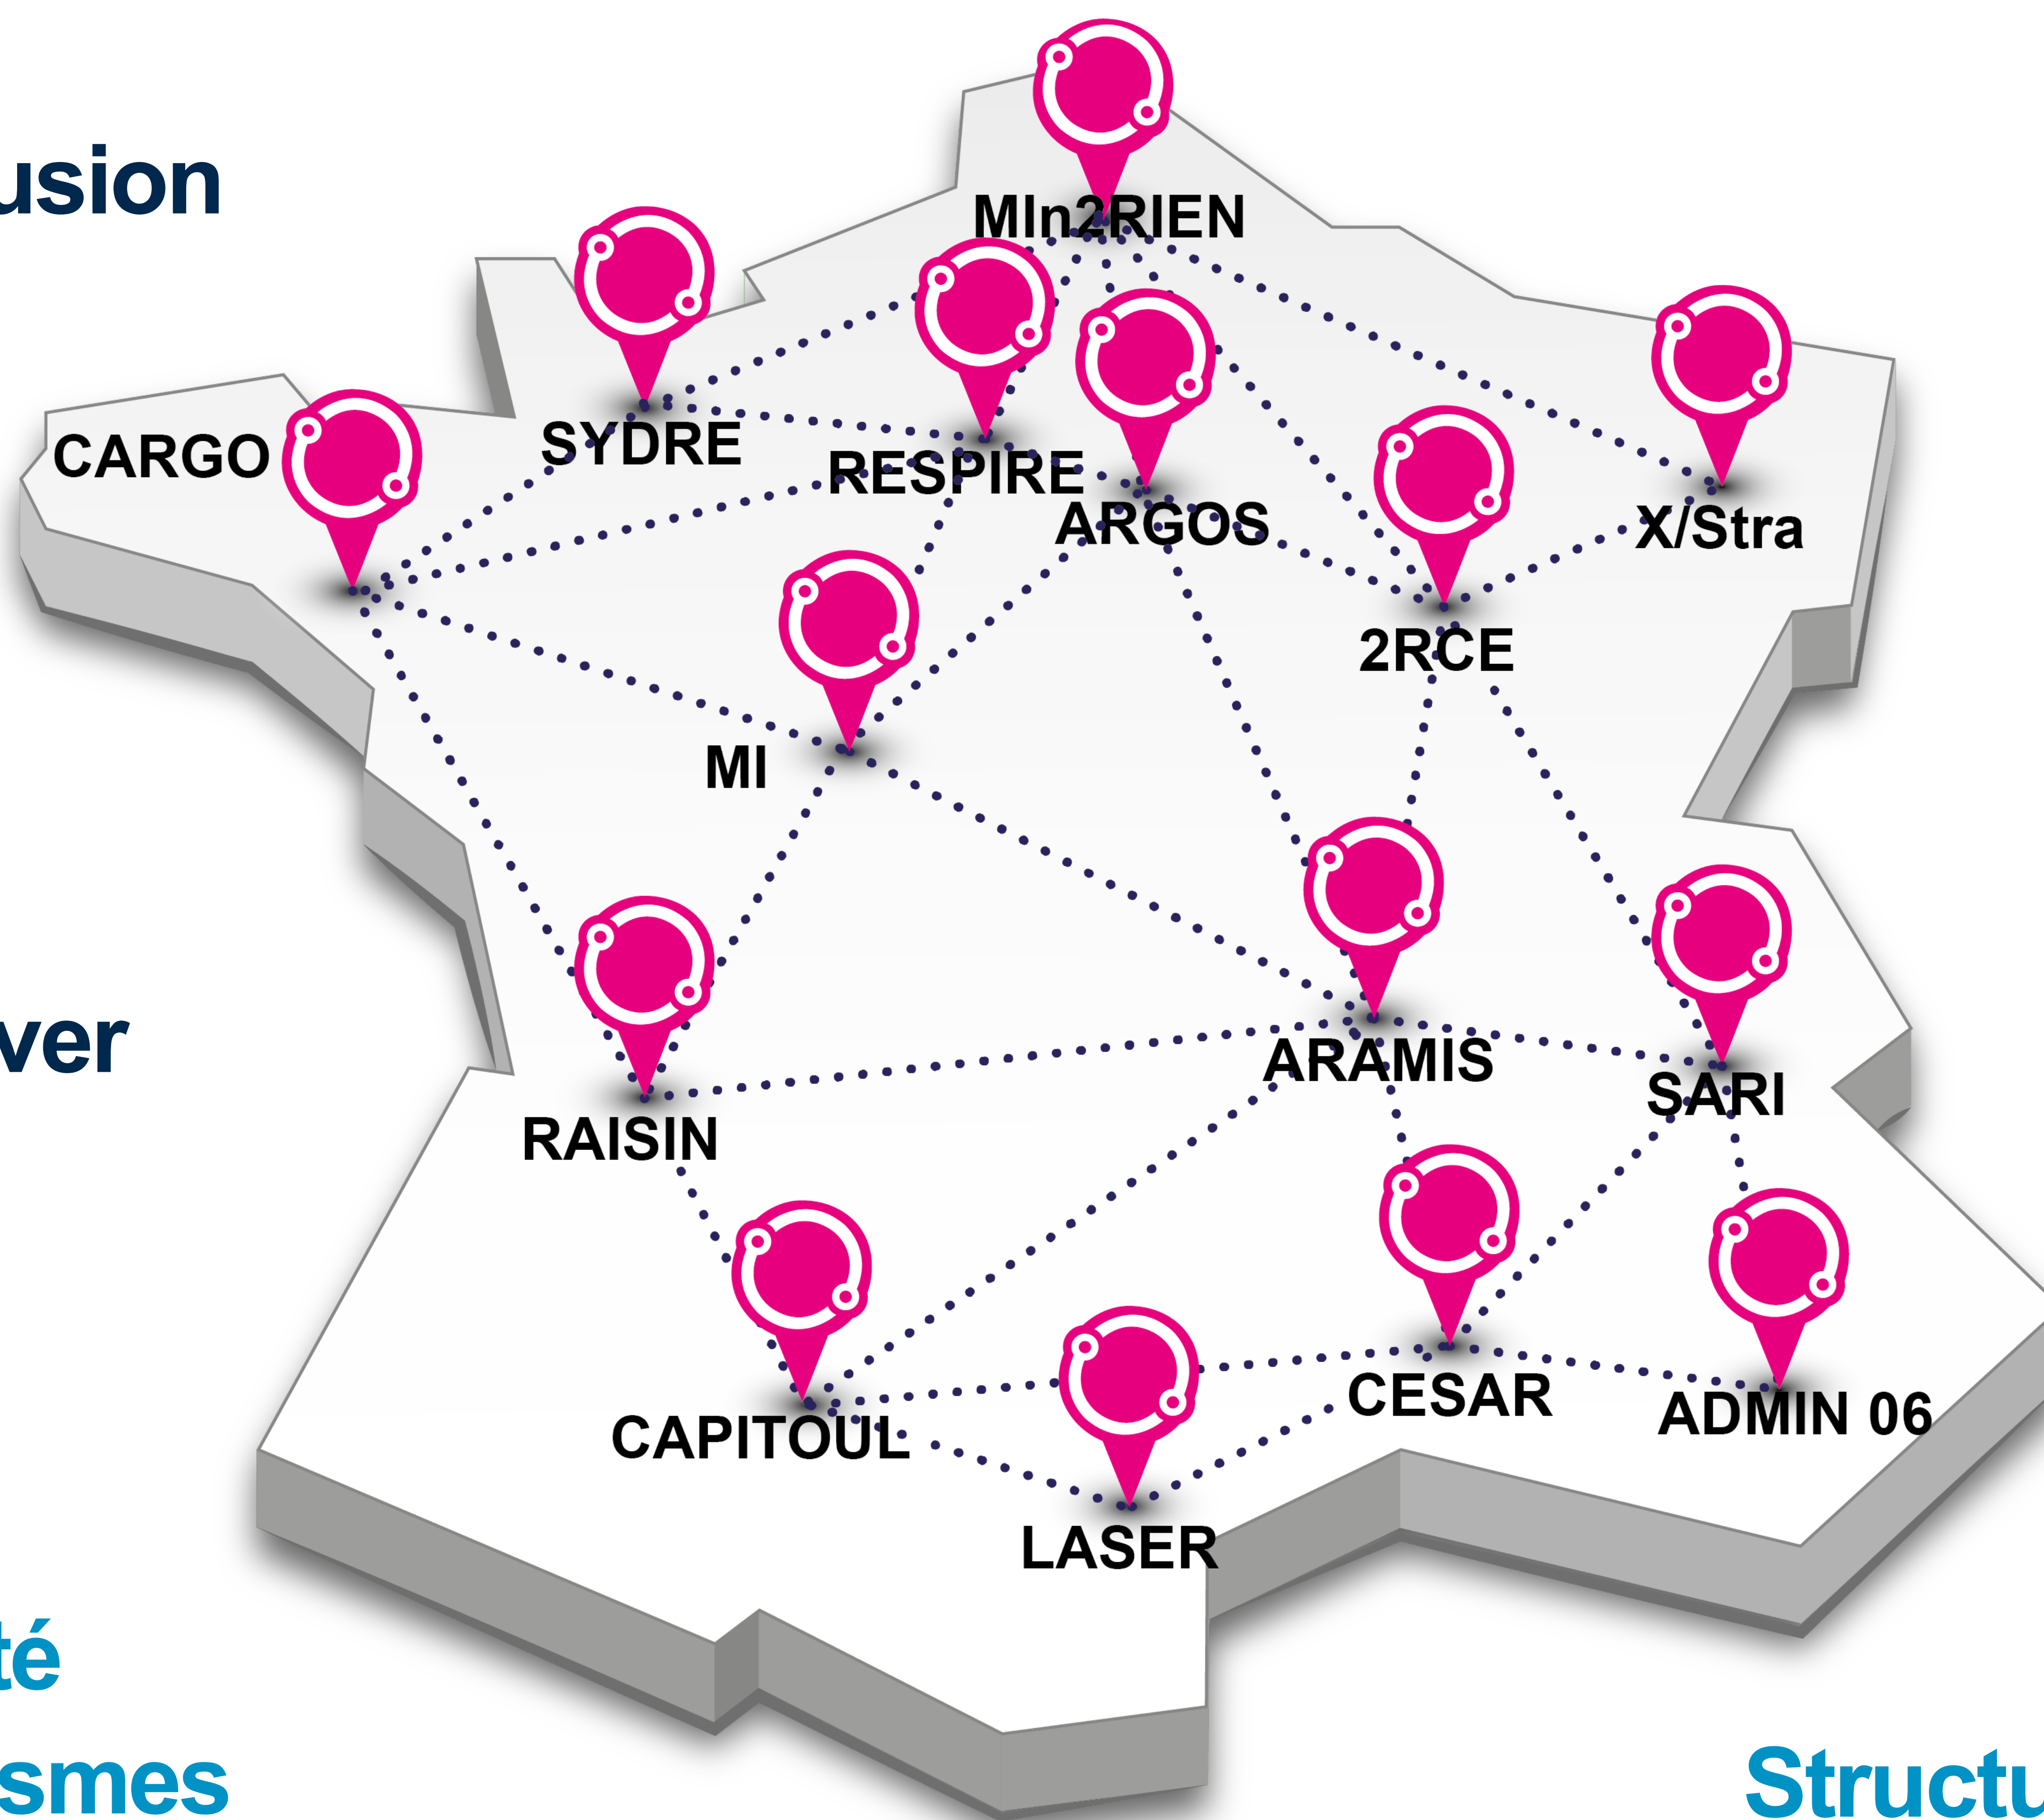 usion
MIn2RIEN
CARGO
SYDRE
RESPIRE
ARGOS
X/Stra
2RCE
MI
ver
ARAMIS
SARI
RAISIN
CESAR
ADMIN 06
CAPITOUL
LASER
té
smes
Structu